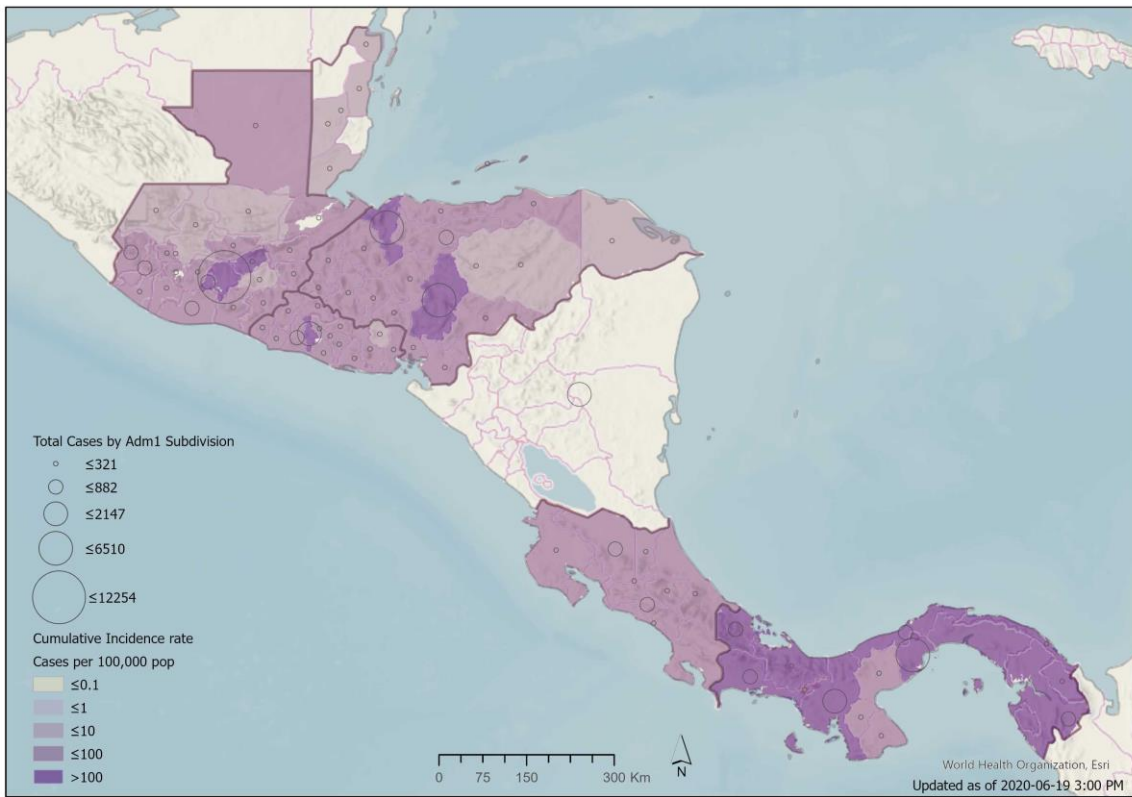 Total Cases by Adm1 Subdivision
≤321
≤882
≤2147
≤6510
≤12254
Cumulative Incidence rate
Cases per 100,000 pop
≤0.1
≤1
≤10
≤100
>100
0 75 150 300 Km
N
World Health Organization, Esri
Updated as of 2020-06-19 3:00 PM